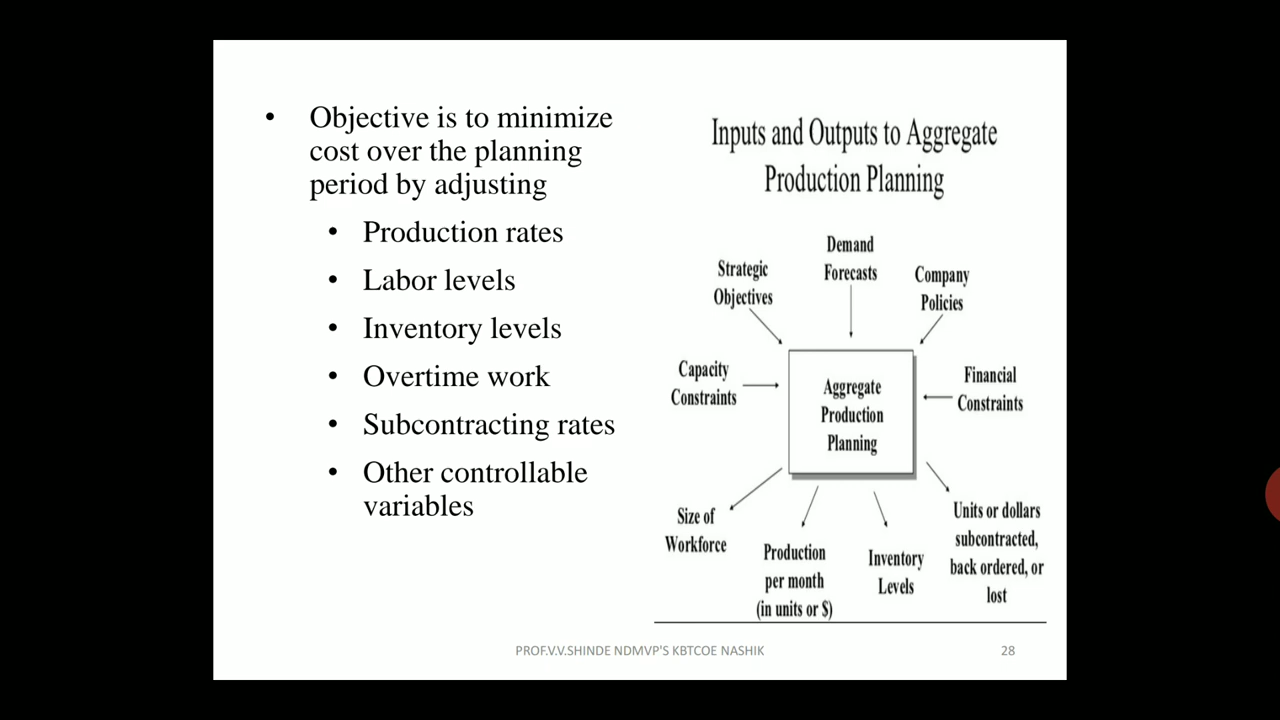 • Objective is to minimize
cost over the planning
period by adjusting
• Production rates
• Labor levels
• Inventory levels
• Overtime work
• Subcontracting rates
• Other controllable
variables
Inputs and Outputs to Aggregate
Production Planning
Demand
Forecasts
Strategic
Objectives
Company
Policies
Capacity
Constraints
Aggregate
Production
Planning
Financial
Constraints
Size of
Workforce
Production
per month
(in units or $)
Inventory
Levels
Units or dollars
subcontracted,
back ordered, or
lost
PROF.V.V.SHINDE NDMVP'S KBTCOE NASHIK
28